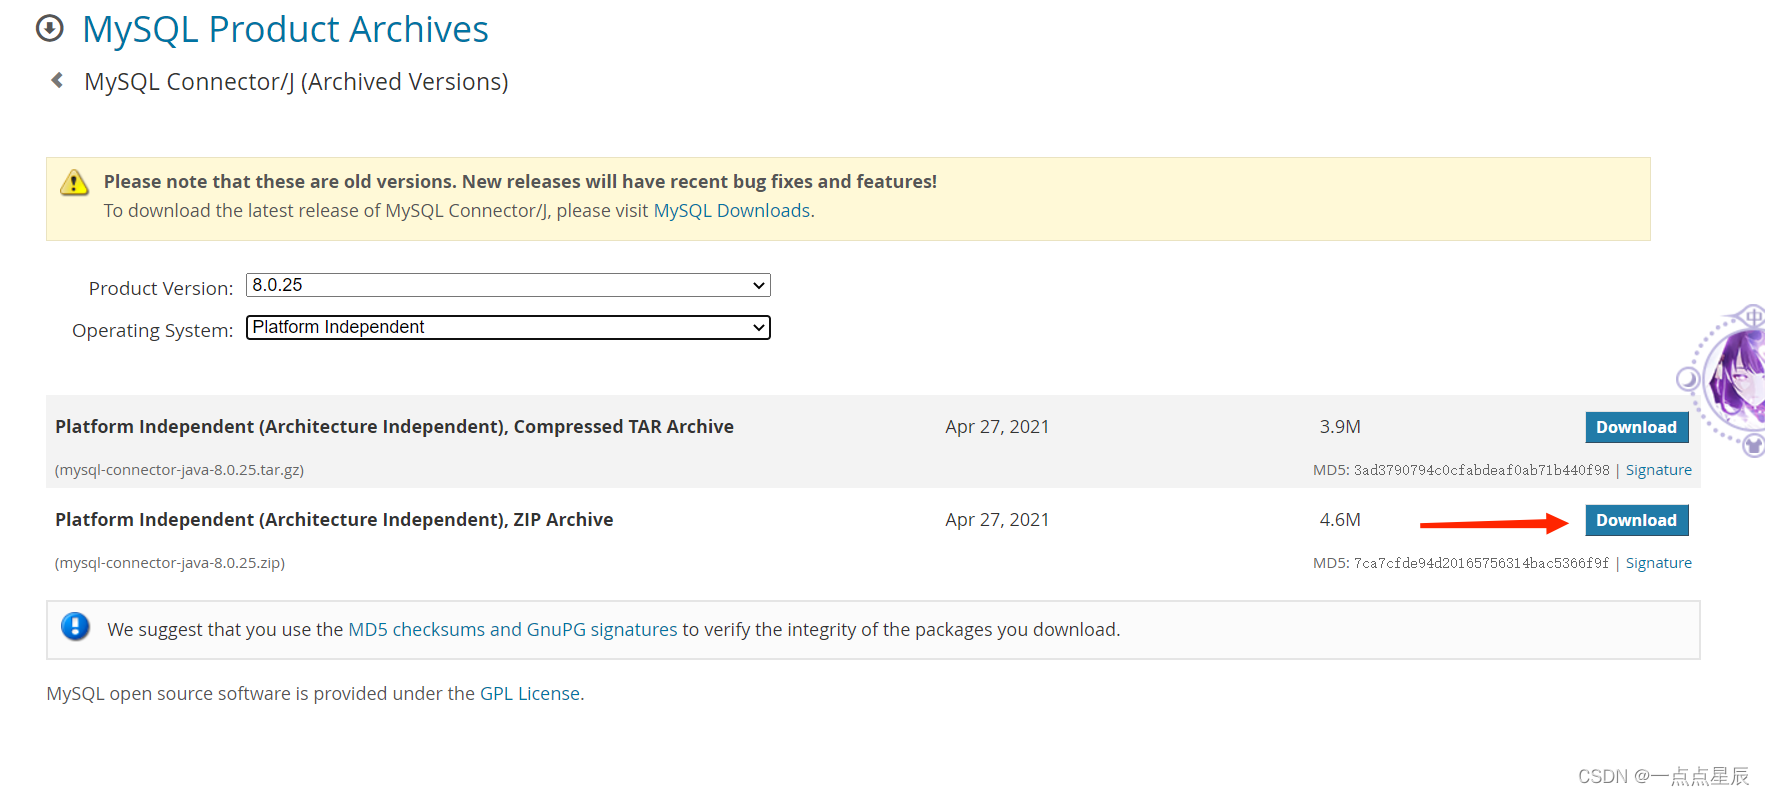 MySQL Product Archives
MySQL Connector/J (Archived Versions)
Please note that these are old versions. New releases will have recent bug fixes and features!
To download the latest release of MySQL Connector/J, please visit MySQL Downloads.
Product Version: 8.0.25
Operating System: Platform Independent
中
Platform Independent (Architecture Independent), Compressed TAR Archive Apr 27, 2021 3.9M Download
(mysql-connector-java-8.0.25.tar.gz) MD5: 3ad3790794c0cfabdeaf0ab71b440f98 | Signature
Platform Independent (Architecture Independent), ZIP Archive Apr 27, 2021 4.6M Download
(mysql-connector-java-8.0.25.zip) MD5: 7ca7cfde94d20165756314bac5366f9f | Signature
We suggest that you use the MD5 checksums and GnuPG signatures to verify the integrity of the packages you download.
MySQL open source software is provided under the GPL License.
CSDN @一点点星辰